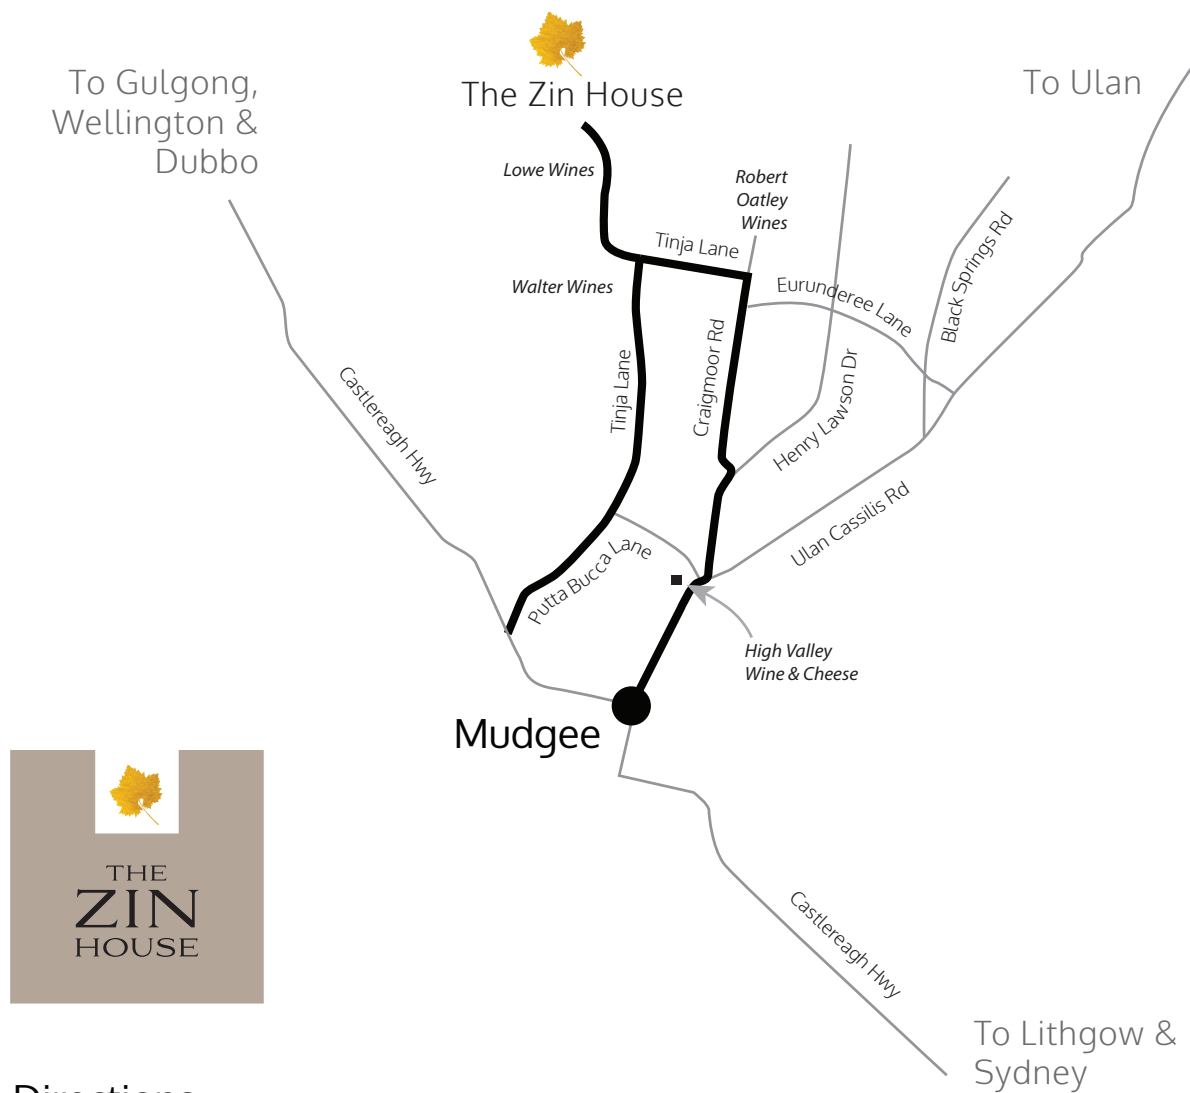 The Zin House
To Gulgong,
Wellington &
Dubbo
To Ulan
Lowe Wines
Robert
Oatley
Wines
Tinja Lane
Walter Wines
Eurunderee Lane
Black Springs Rd
Craigmoor Rd
Tinja Lane
Henry Lawson Dr
Castlereagh Hwy
Ulan Cassilis Rd
Putta Bucca Lane
High Valley
Wine & Cheese
Mudgee
THE
ZIN
HOUSE
Castlereagh Hwy
To Lithgow &
Sydney
Directions